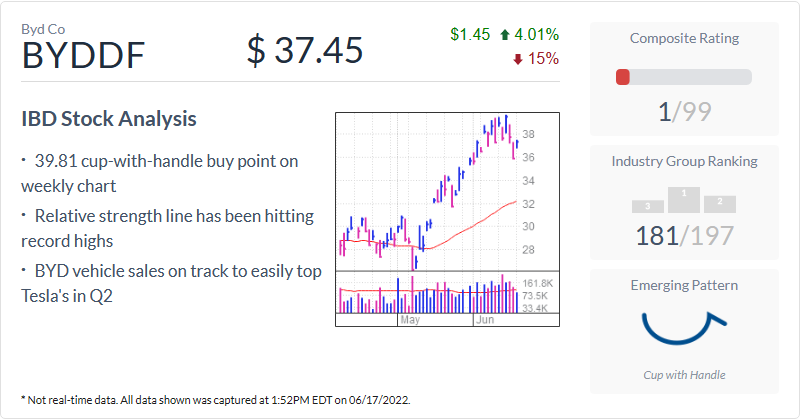 Byd Co
BYDDF
$ 37.45
$1.45 4.01%
15%
IBD Stock Analysis
· 39.81 cup-with-handle buy point on
weekly chart
· Relative strength line has been hitting
record highs
· BYD vehicle sales on track to easily top
Tesla's in Q2
38
36
34
32
30
28
161.8K
73.5K
33.4K
May
Jun
Composite Rating
1/99
Industry Group Ranking
3 1 2
181/197
Emerging Pattern
Cup with Handle
* Not real-time data. All data shown was captured at 1:52PM EDT on 06/17/2022.